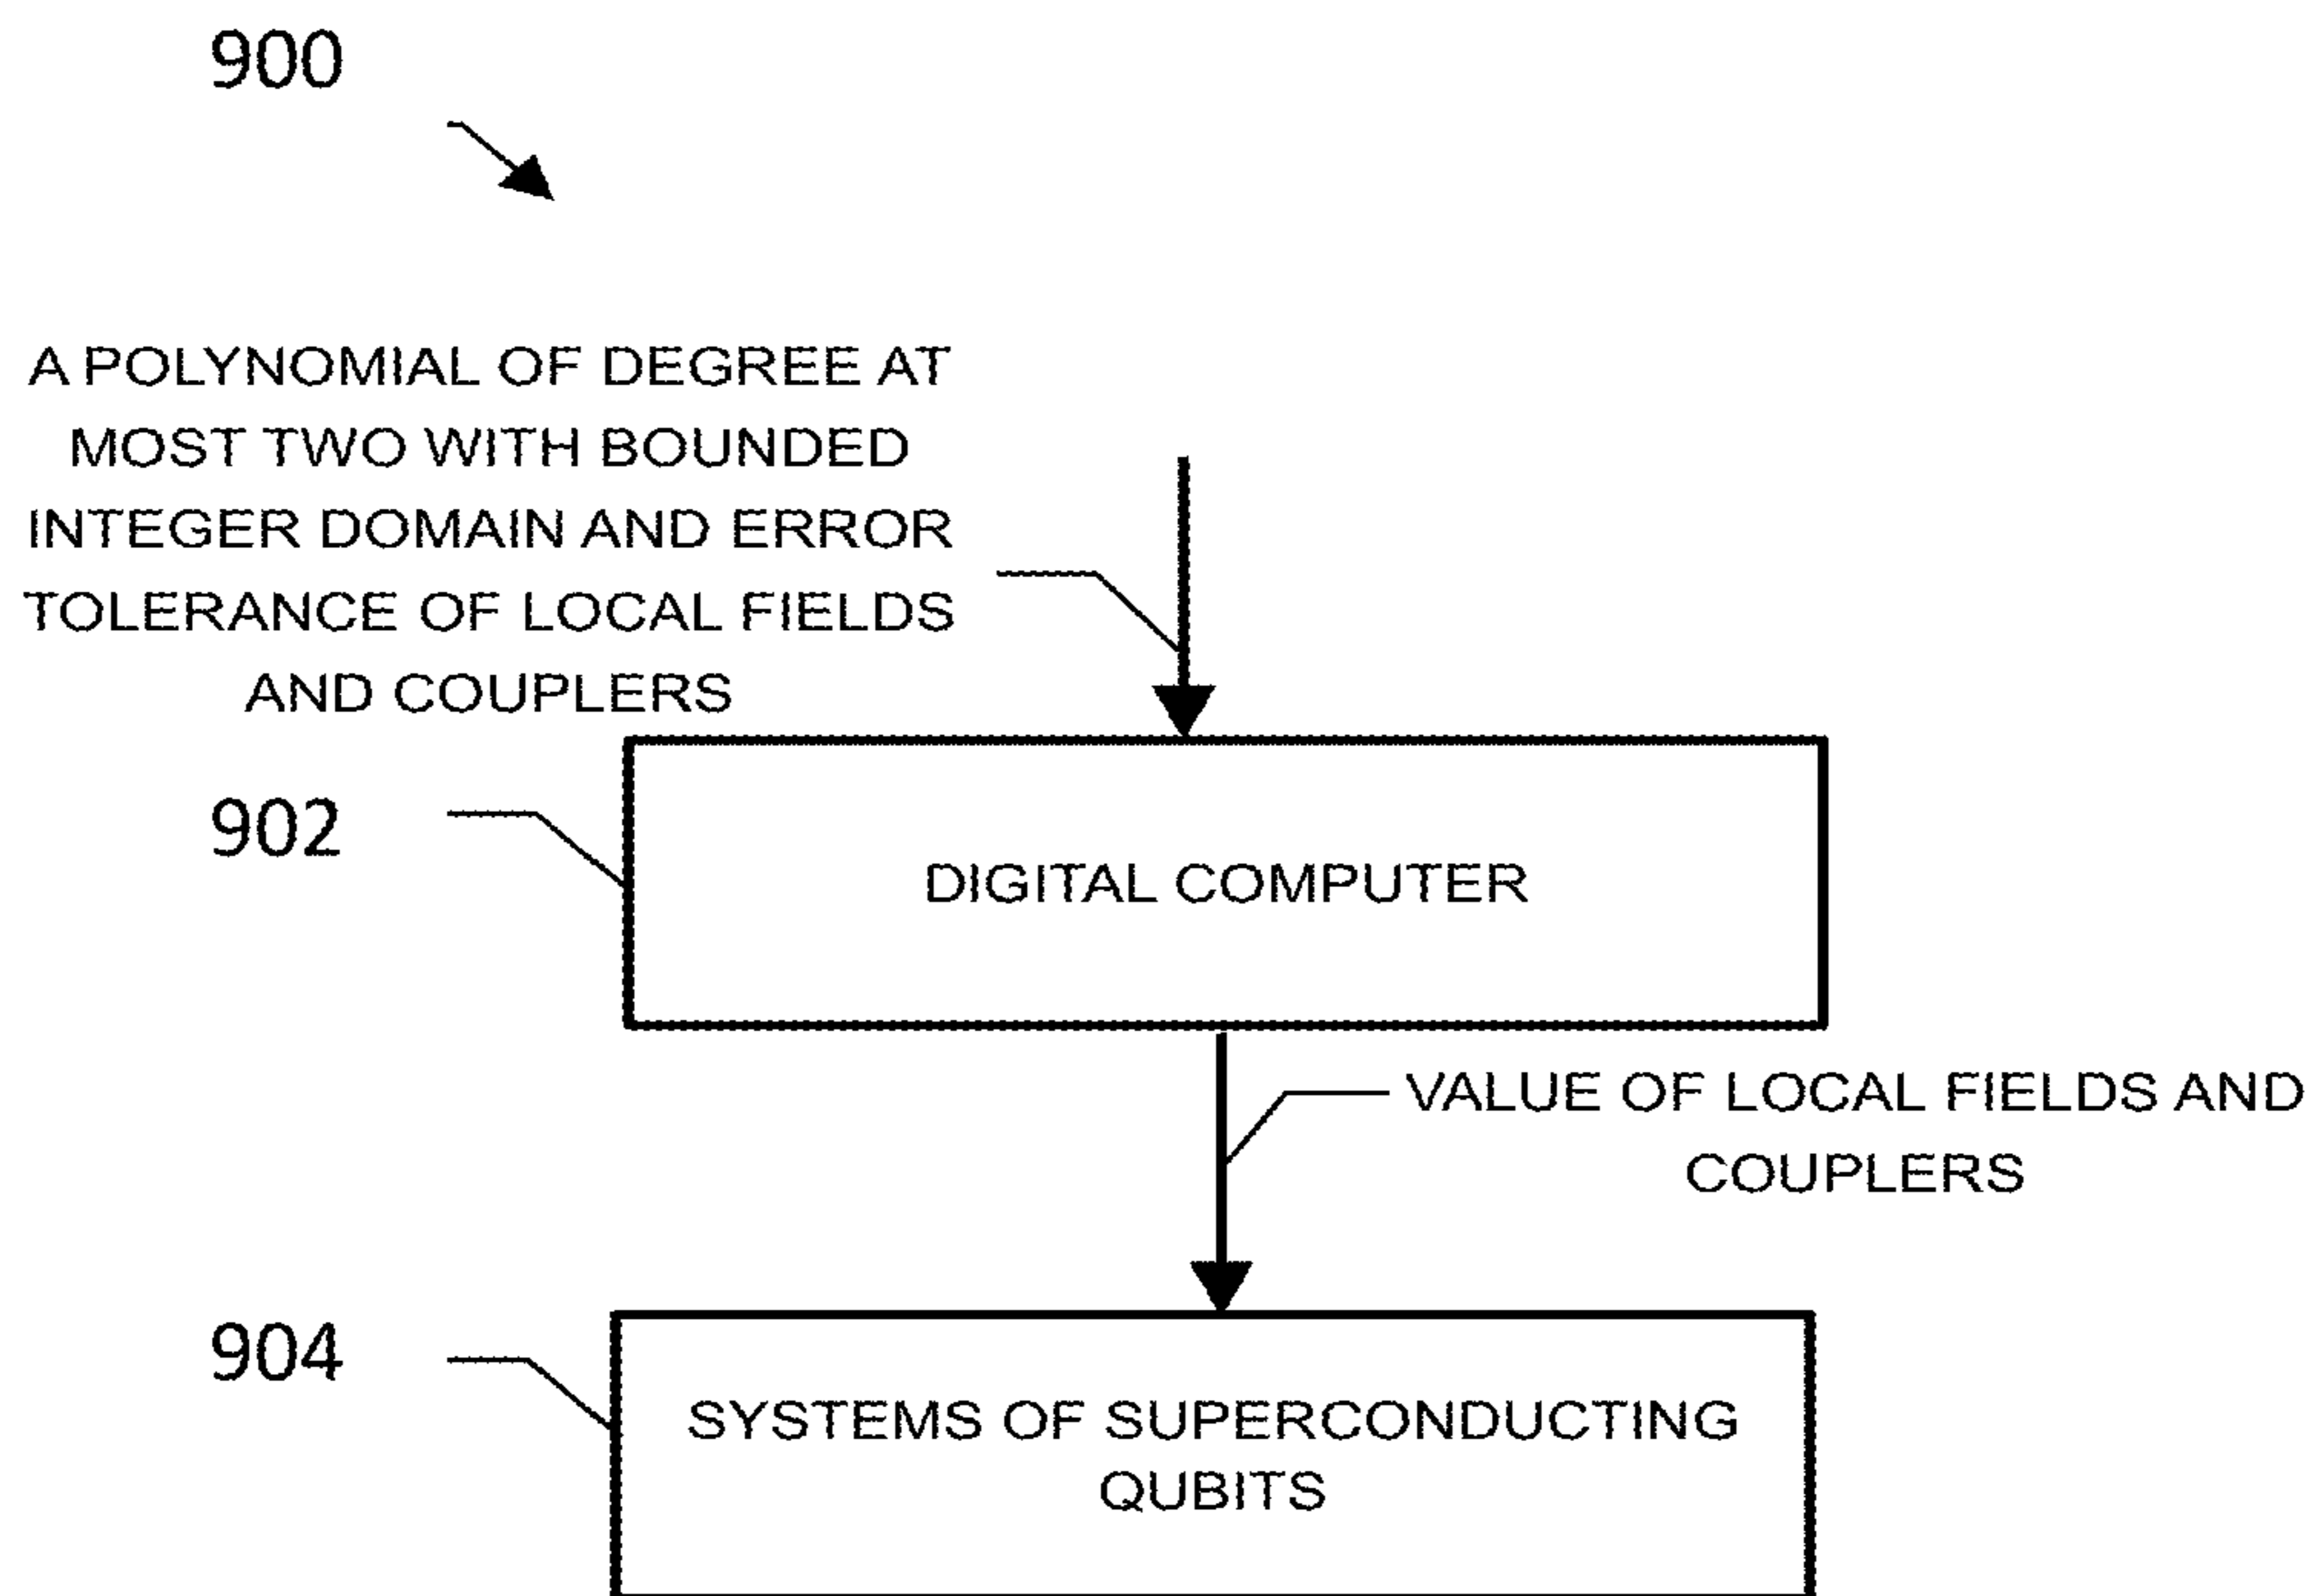 900
A POLYNOMIAL OF DEGREE AT
MOST TWO WITH BOUNDED
INTEGER DOMAIN AND ERROR
TOLERANCE OF LOCAL FIELDS
AND COUPLERS
902
DIGITAL COMPUTER
VALUE OF LOCAL FIELDS AND
COUPLERS
904
SYSTEMS OF SUPERCONDUCTING
QUBITS